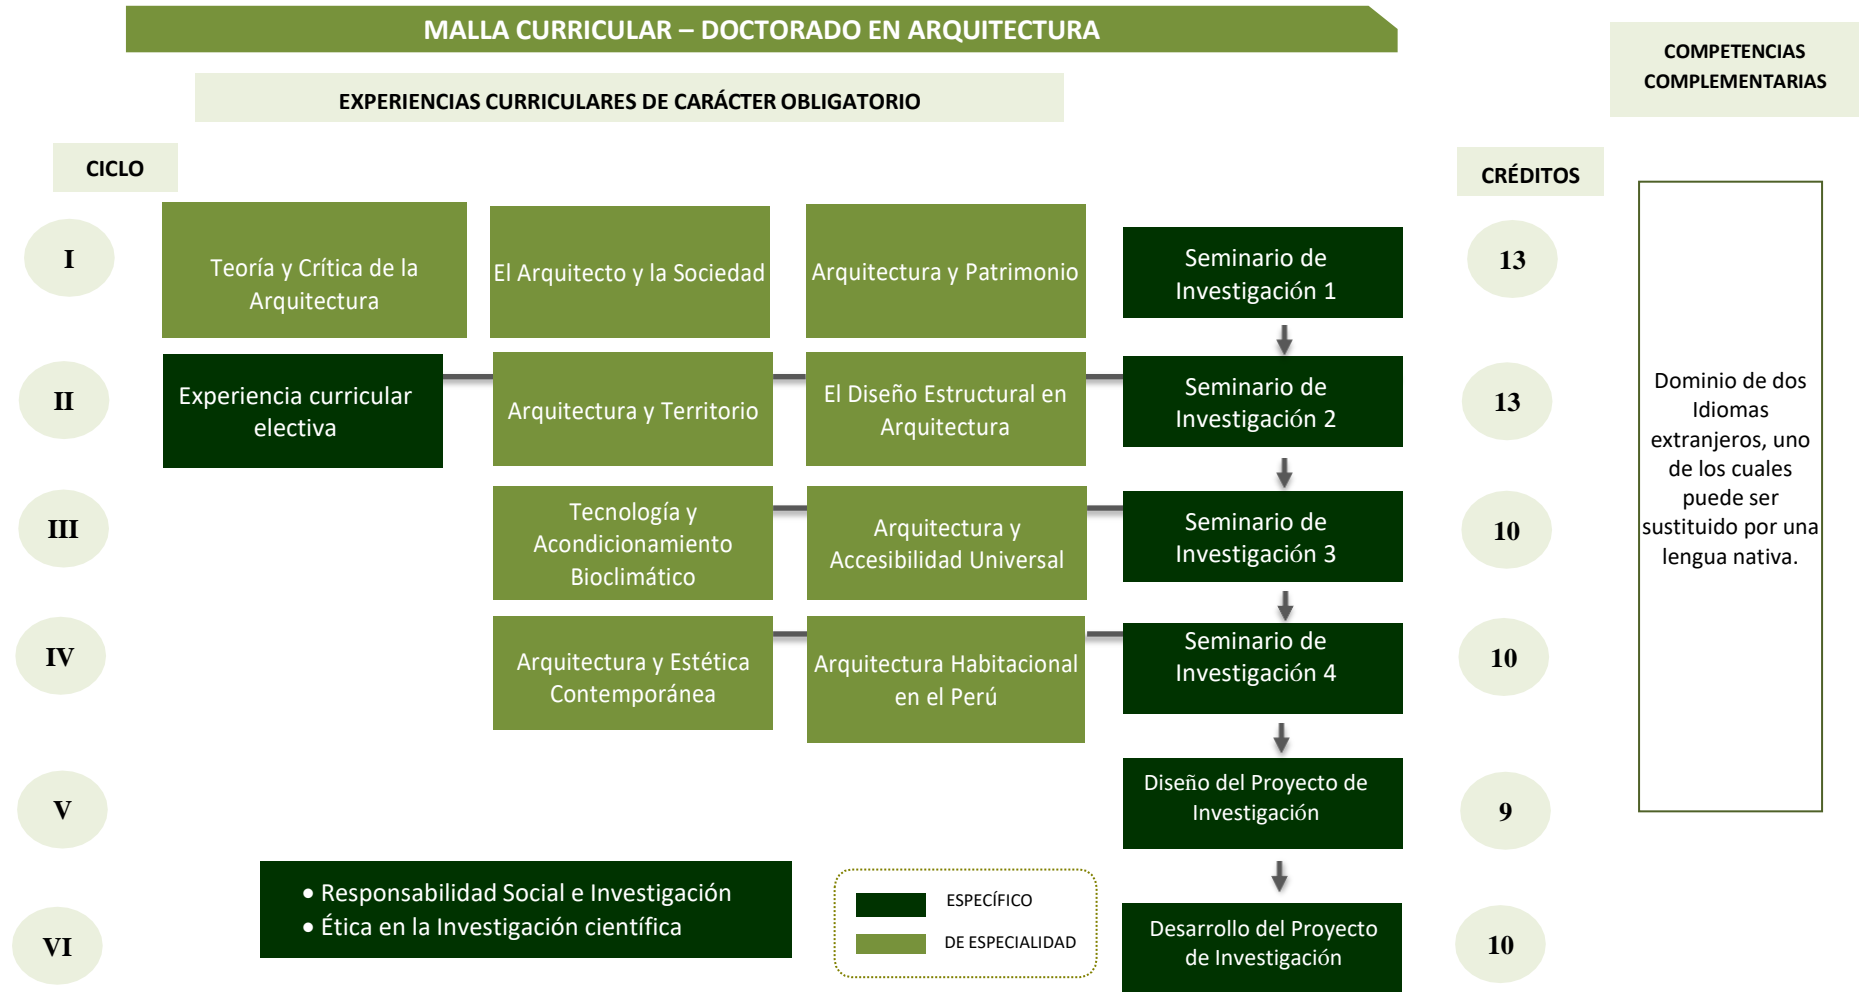 MALLA CURRICULAR – DOCTORADO EN ARQUITECTURA
COMPETENCIAS
COMPLEMENTARIAS
EXPERIENCIAS CURRICULARES DE CARÁCTER OBLIGATORIO
CICLO
CRÉDITOS
I
Teoría y Crítica de la
Arquitectura
El Arquitecto y la Sociedad
Arquitectura y Patrimonio
Seminario de
Investigación 1
13
II
Experiencia curricular
electiva
Arquitectura y Territorio
El Diseño Estructural en
Arquitectura
Seminario de
Investigación 2
13
III
Tecnología y
Acondicionamiento
Bioclimático
Arquitectura y
Accesibilidad Universal
Seminario de
Investigación 3
10
IV
Arquitectura y Estética
Contemporánea
Arquitectura Habitacional
en el Perú
Seminario de
Investigación 4
10
V
Diseño del Proyecto de
Investigación
9
VI
Desarrollo del Proyecto
de Investigación
10
Dominio de dos
Idiomas
extranjeros, uno
de los cuales
puede ser
sustituido por una
lengua nativa.
• Responsabilidad Social e Investigación
• Ética en la Investigación científica
ESPECÍFICO
DE ESPECIALIDAD